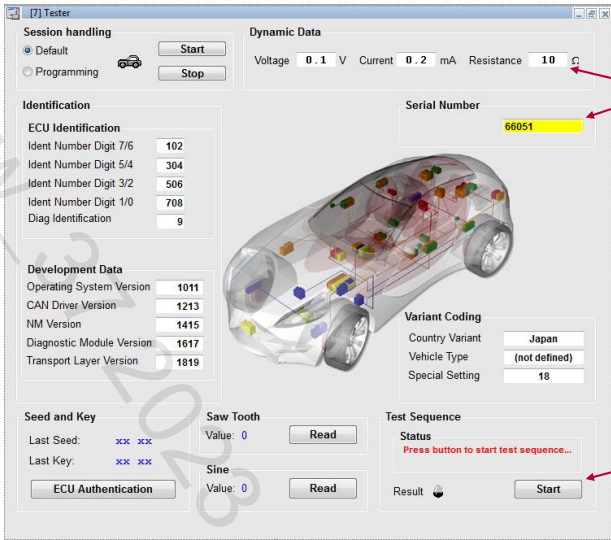 [7] Tester
Session handling
Default
Start
Programming
Stop
Dynamic Data
Voltage 0.1 V Current 0.2 mA Resistance 10 Ω
Identification
ECU Identification
Ident Number Digit 7/6 102
Ident Number Digit 5/4 304
Ident Number Digit 3/2 506
Ident Number Digit 1/0 708
Diag Identification 9
Serial Number
66051
Development Data
Operating System Version 1011
CAN Driver Version 1213
NM Version 1415
Diagnostic Module Version 1617
Transport Layer Version 1819
Variant Coding
Country Variant Japan
Vehicle Type (not defined)
Special Setting 18
Seed and Key
Last Seed: xx xx
Last Key: xx xx
ECU Authentication
Saw Tooth
Value: 0 Read
Sine
Value: 0 Read
Test Sequence
Status
Press button to start test sequence...
Result Start